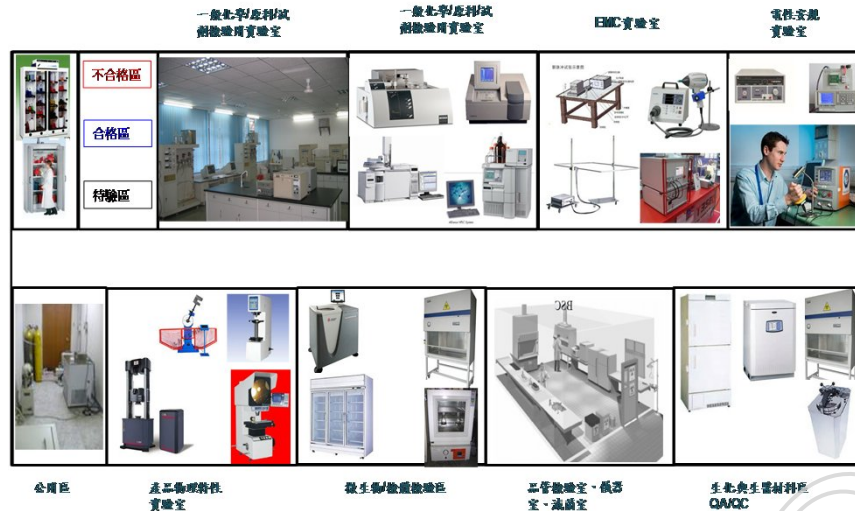 一般化學/原料/試
劑檢驗用實驗室
一般化學/原料/試
劑檢驗用實驗室
EMC實驗室
電性安規
實驗室
不合格區
合格區
待驗區
BSC
公用區
產品物理特性
實驗室
微生物/檢體檢驗區
品管檢驗室、儀器
室、滅菌室
生化與生醫材料區
QA/QC